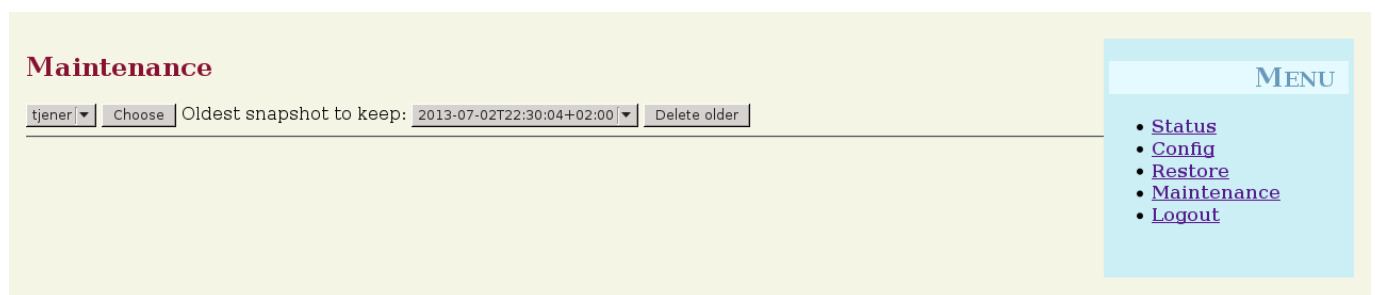 Maintenance
tjener Choose Oldest snapshot to keep: 2013-07-02T22:30:04+02:00 Delete older
MENU
Status
Config
Restore
Maintenance
Logout